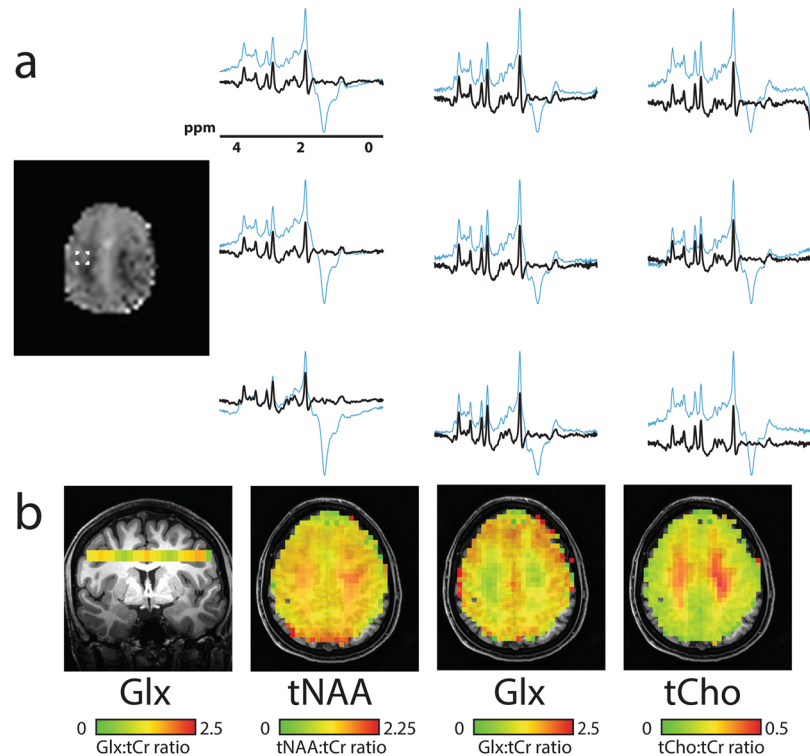 a
ppm
4 2 0
b
Glx tNAA Glx tCho
0 2.5 0 2.25 0 2.5 0 0.5
Glx:tCr ratio tNAA:tCr ratio Glx:tCr ratio tCho:tCr ratio